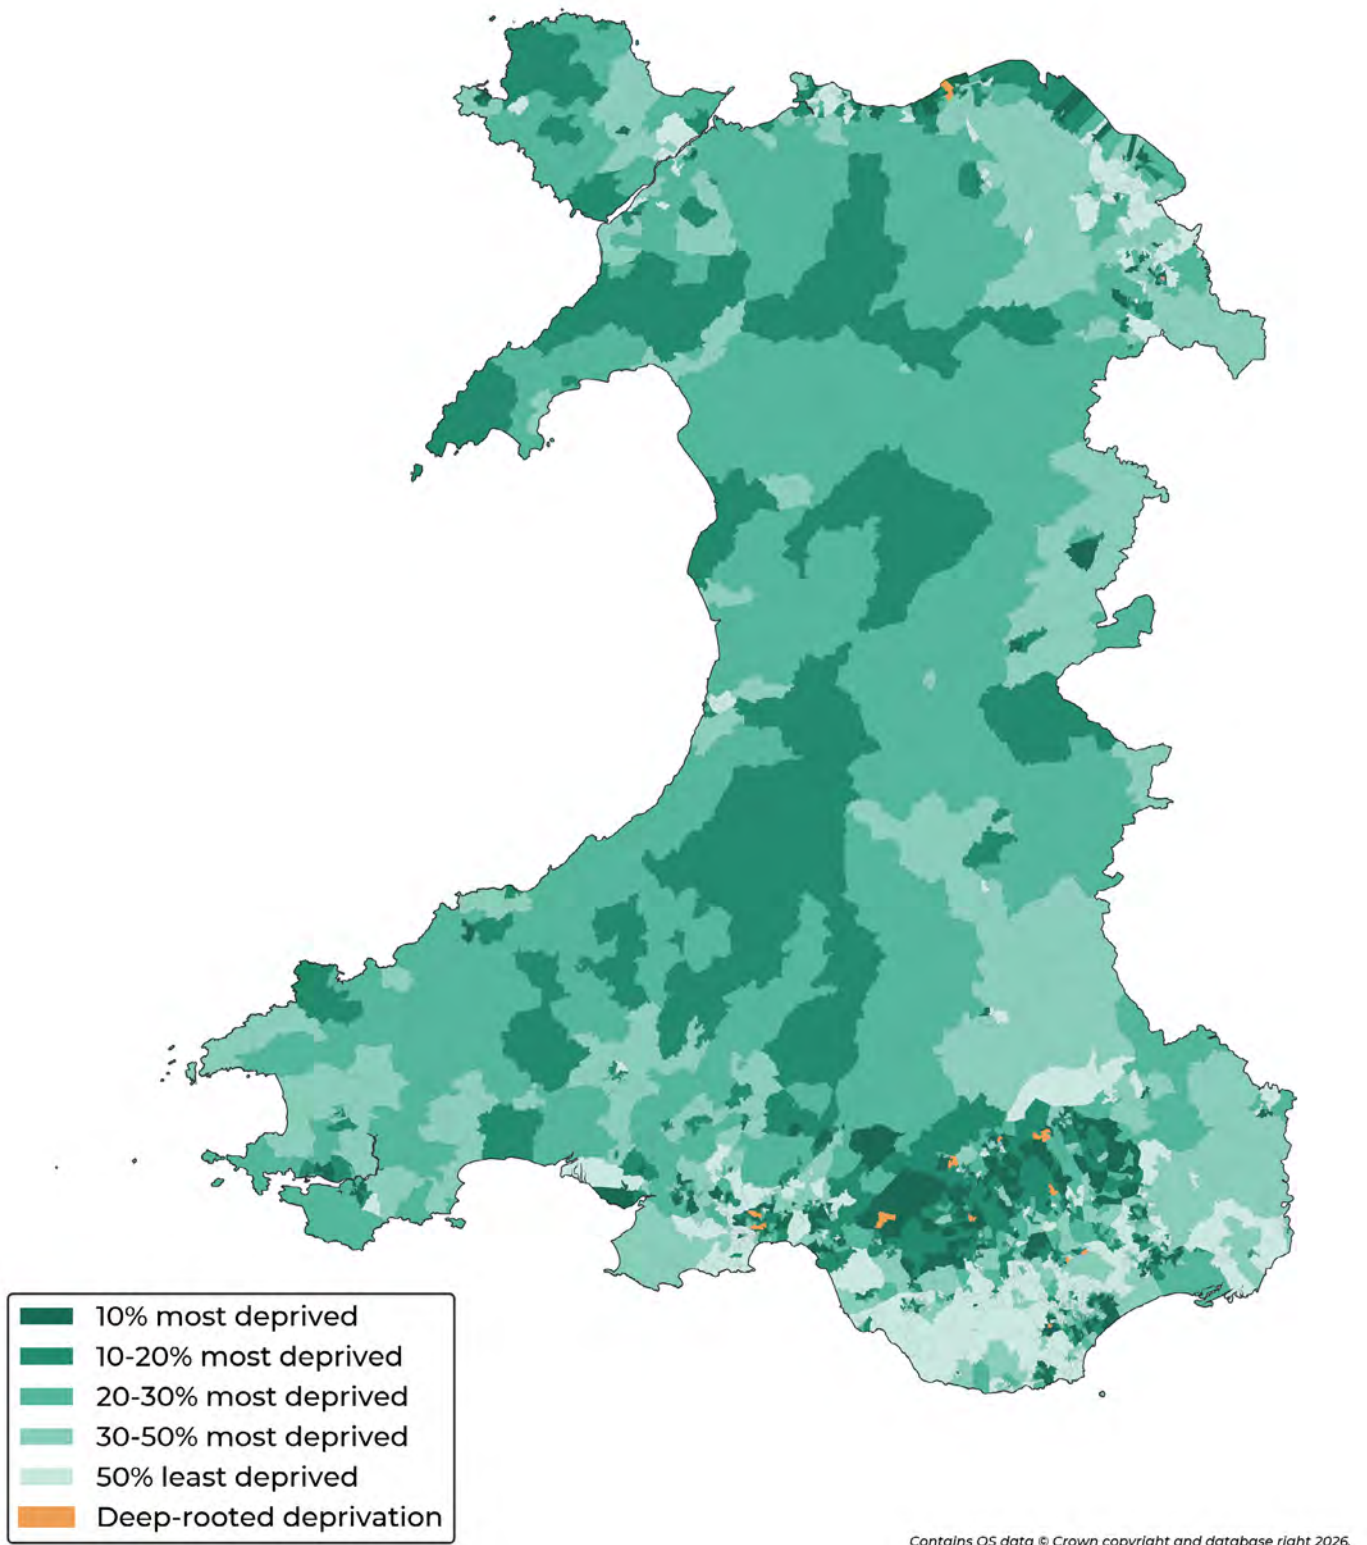 10% most deprived
10-20% most deprived
20-30% most deprived
30-50% most deprived
50% least deprived
Deep-rooted deprivation
Contains OS data © Crown copyright and database right 2026.